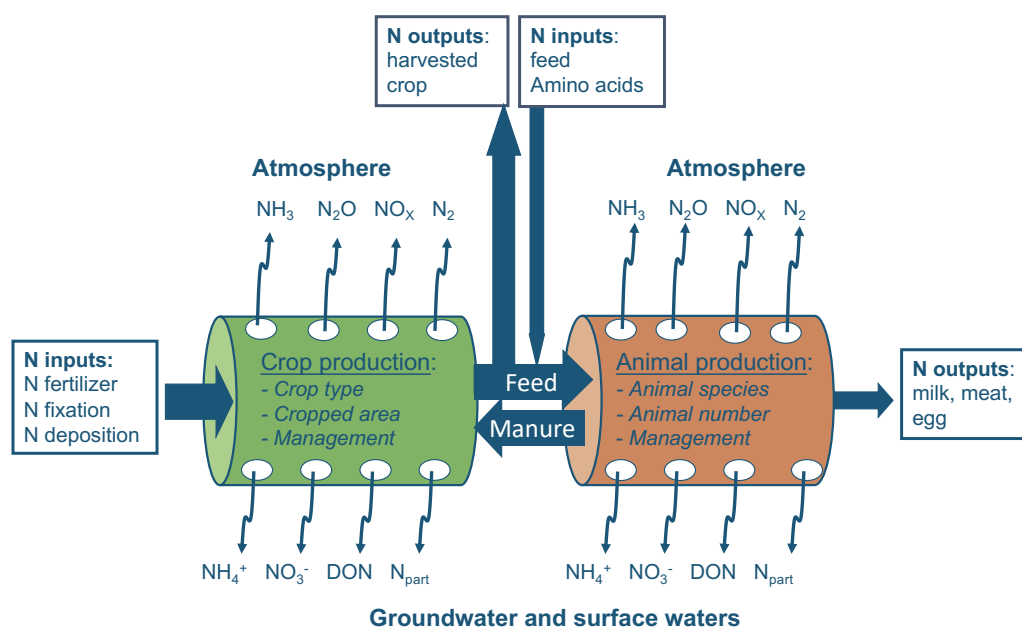 N outputs:
harvested
crop
N inputs:
feed
Amino acids
Atmosphere
Atmosphere
NH₃ N₂O NOₓ N₂
NH₃ N₂O NOₓ N₂
N inputs:
N fertilizer
N fixation
N deposition
Crop production:
- Crop type
- Cropped area
- Management
Feed
Manure
Animal production:
- Animal species
- Animal number
- Management
N outputs:
milk, meat,
egg
NH₄⁺ NO₃⁻ DON Nₚₐᵣₜ
NH₄⁺ NO₃⁻ DON Nₚₐᵣₜ
Groundwater and surface waters